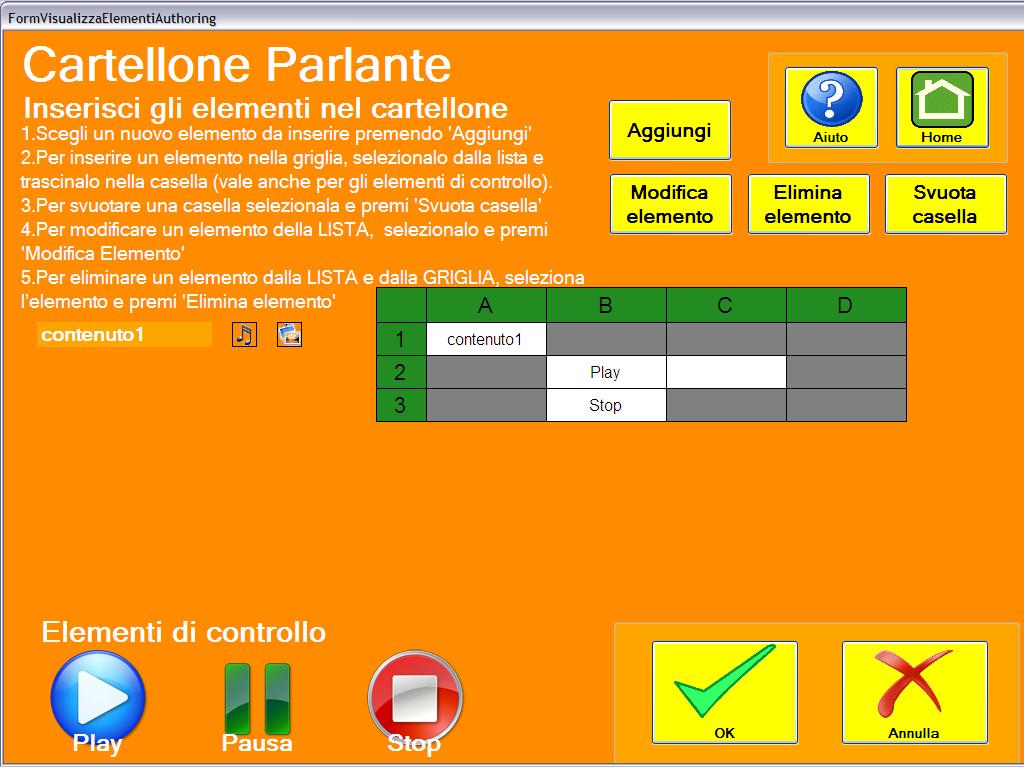 FormVisualizzaElementiAuthoring
Cartellone Parlante
Inserisci gli elementi nel cartellone
1.Scegli un nuovo elemento da inserire premendo 'Aggiungi'
2.Per inserire un elemento nella griglia, selezionalo dalla lista e
trascinalo nella casella (vale anche per gli elementi di controllo).
3.Per svuotare una casella selezionala e premi 'Svuota casella'
4.Per modificare un elemento della LISTA,  selezionalo e premi
'Modifica Elemento'
5.Per eliminare un elemento dalla LISTA e dalla GRIGLIA, seleziona
l'elemento e premi 'Elimina elemento'
Aggiungi
Aiuto
Home
Modifica
elemento
Elimina
elemento
Svuota
casella
contenuto1
A B C D
1 contenuto1
2 Play
3 Stop
Elementi di controllo
Play
Pausa
Stop
OK
Annulla